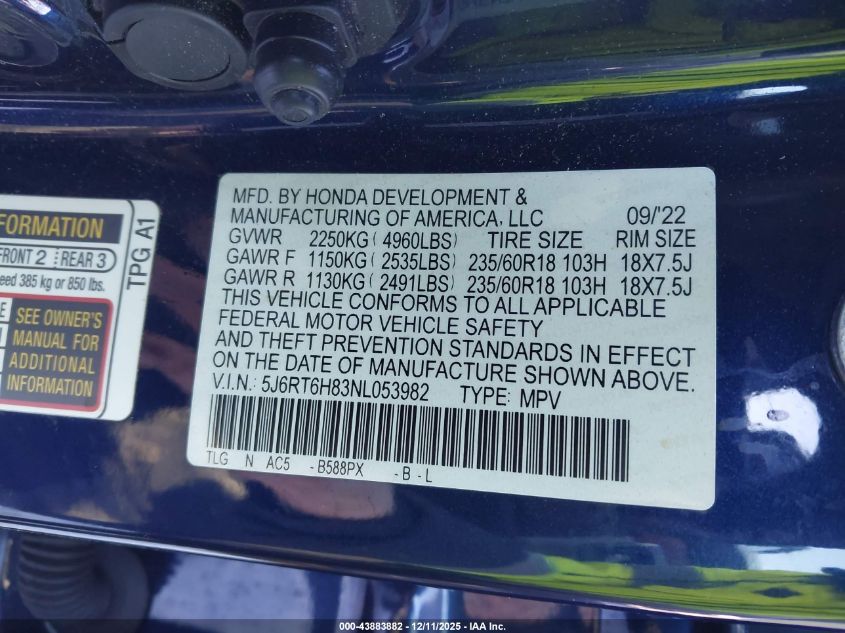 MFD. BY HONDA DEVELOPMENT &
MANUFACTURING OF AMERICA, LLC 09/'22
GVWR 2250KG ( 4960LBS ) TIRE SIZE RIM SIZE
GAWR F 1150KG ( 2535LBS ) 235/60R18 103H 18X7.5J
GAWR R 1130KG ( 2491LBS ) 235/60R18 103H 18X7.5J
THIS VEHICLE CONFORMS TO ALL APPLICABLE
FEDERAL MOTOR VEHICLE SAFETY
AND THEFT PREVENTION STANDARDS IN EFFECT
ON THE DATE OF MANUFACTURE SHOWN ABOVE.
V.I.N.: 5J6RT6H83NL053982 TYPE: MPV
TLG N AC5 -B588PX -B-L
FORMATION
FRONT 2 REAR 3
eed 385 kg or 850 lbs.
SEE OWNER'S
MANUAL FOR
ADDITIONAL
INFORMATION
TPG A1
000-43883882 - 12/11/2025 - IAA Inc.